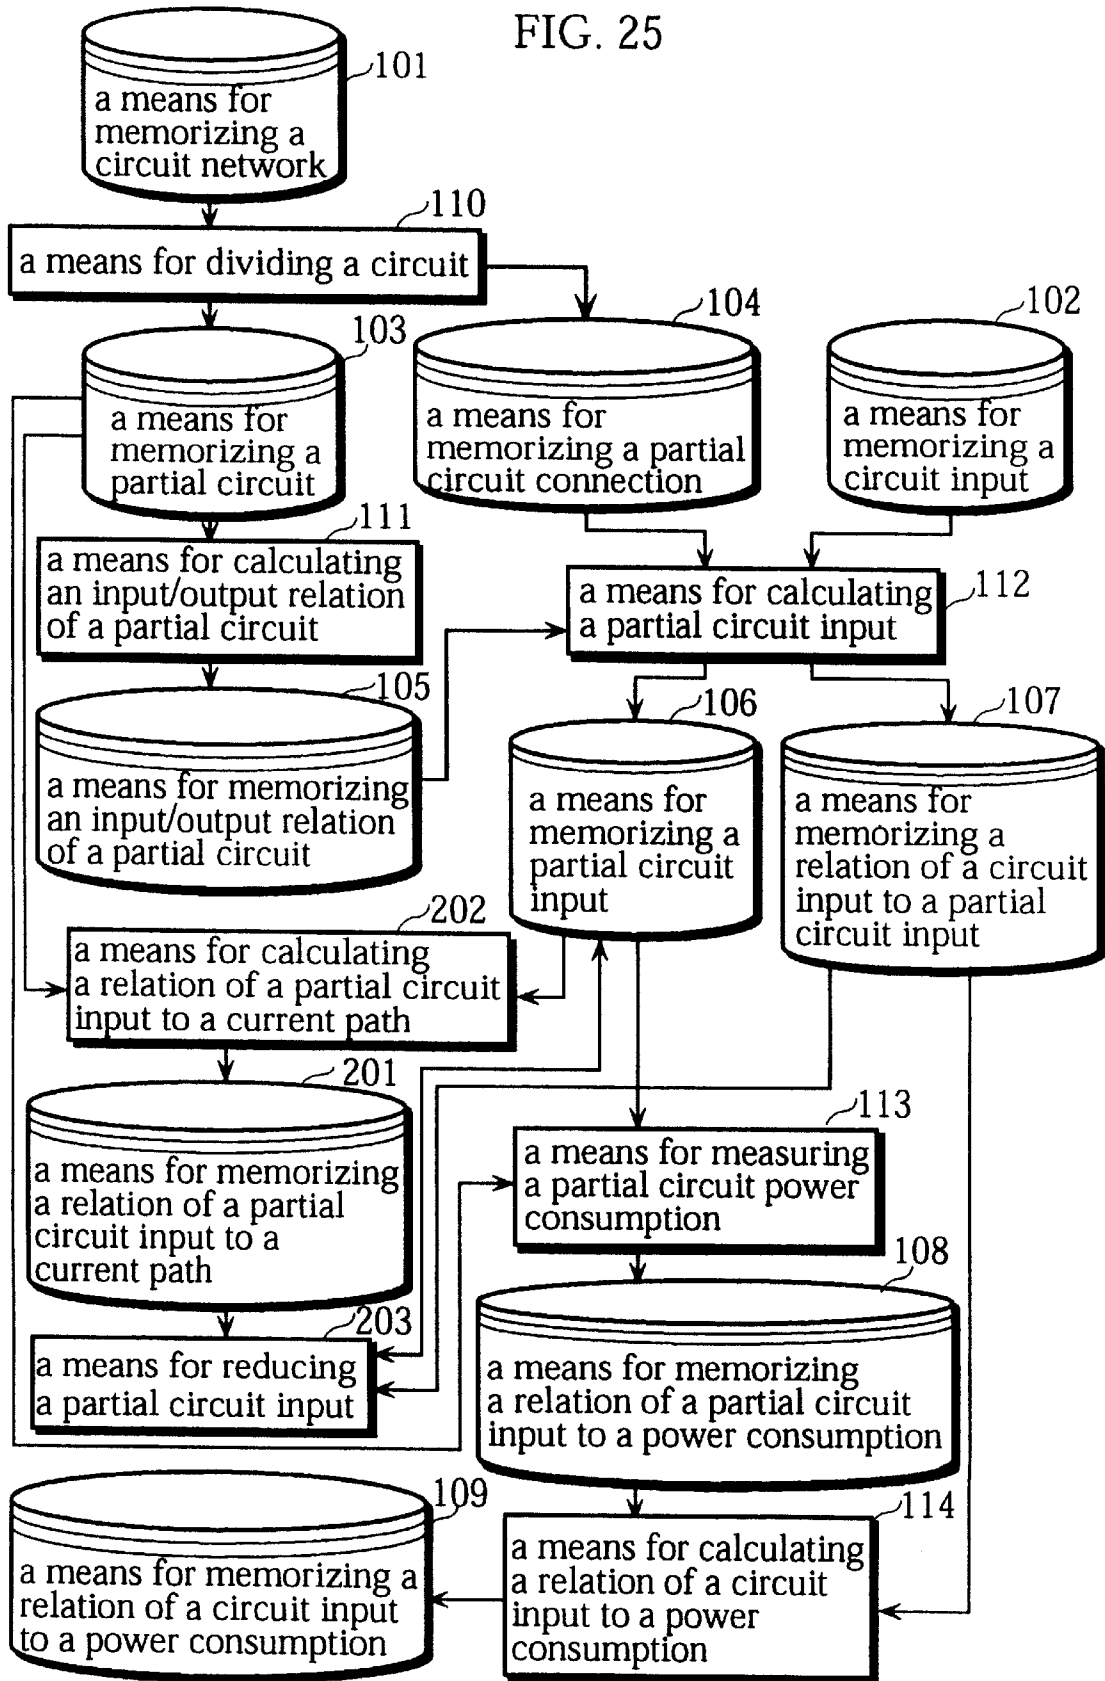 FIG. 25
101
a means for
memorizing a
circuit network
110
a means for dividing a circuit
103
a means for
memorizing a
partial circuit
104
a means for
memorizing a partial
circuit connection
102
a means for
memorizing a
circuit input
111
a means for calculating
an input/output relation
of a partial circuit
112
a means for calculating
a partial circuit input
105
a means for memorizing
an input/output relation
of a partial circuit
106
a means for
memorizing a
partial circuit
input
107
a means for
memorizing a
relation of a circuit
input to a partial
circuit input
202
a means for calculating
a relation of a partial circuit
input to a current path
201
a means for memorizing
a relation of a partial
circuit input to a
current path
113
a means for measuring
a partial circuit power
consumption
203
a means for reducing
a partial circuit input
108
a means for memorizing
a relation of a partial circuit
input to a power consumption
109
a means for memorizing a
relation of a circuit input
to a power consumption
114
a means for calculating
a relation of a circuit
input to a power
consumption